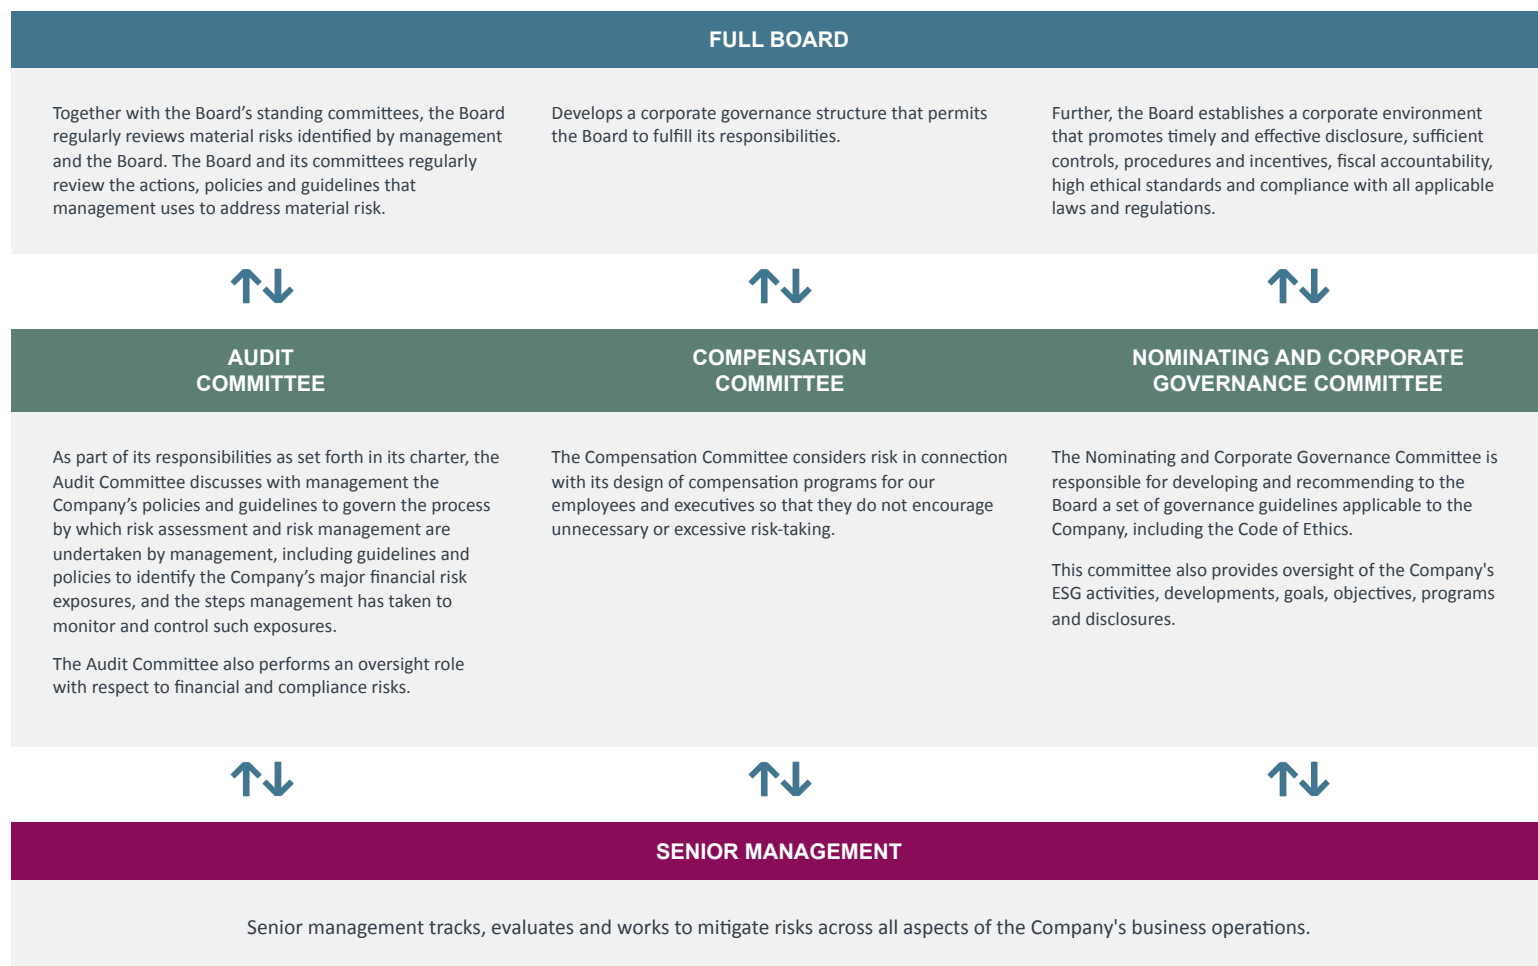 FULL BOARD
Together with the Board’s standing committees, the Board
regularly reviews material risks identified by management
and the Board. The Board and its committees regularly
review the actions, policies and guidelines that
management uses to address material risk.
Develops a corporate governance structure that permits
the Board to fulfill its responsibilities.
Further, the Board establishes a corporate environment
that promotes timely and effective disclosure, sufficient
controls, procedures and incentives, fiscal accountability,
high ethical standards and compliance with all applicable
laws and regulations.
AUDIT
COMMITTEE
As part of its responsibilities as set forth in its charter, the
Audit Committee discusses with management the
Company’s policies and guidelines to govern the process
by which risk assessment and risk management are
undertaken by management, including guidelines and
policies to identify the Company’s major financial risk
exposures, and the steps management has taken to
monitor and control such exposures.
The Audit Committee also performs an oversight role
with respect to financial and compliance risks.
COMPENSATION
COMMITTEE
The Compensation Committee considers risk in connection
with its design of compensation programs for our
employees and executives so that they do not encourage
unnecessary or excessive risk-taking.
NOMINATING AND CORPORATE
GOVERNANCE COMMITTEE
The Nominating and Corporate Governance Committee is
responsible for developing and recommending to the
Board a set of governance guidelines applicable to the
Company, including the Code of Ethics.
This committee also provides oversight of the Company's
ESG activities, developments, goals, objectives, programs
and disclosures.
SENIOR MANAGEMENT
Senior management tracks, evaluates and works to mitigate risks across all aspects of the Company's business operations.